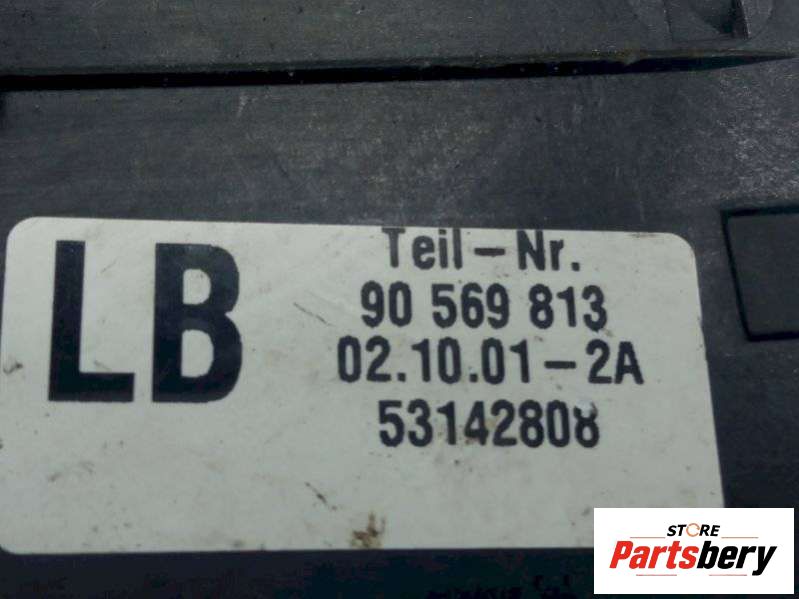 LB
Teil-Nr.
90 569 813
02.10.01-2A
53142808
STORE
Partsbery